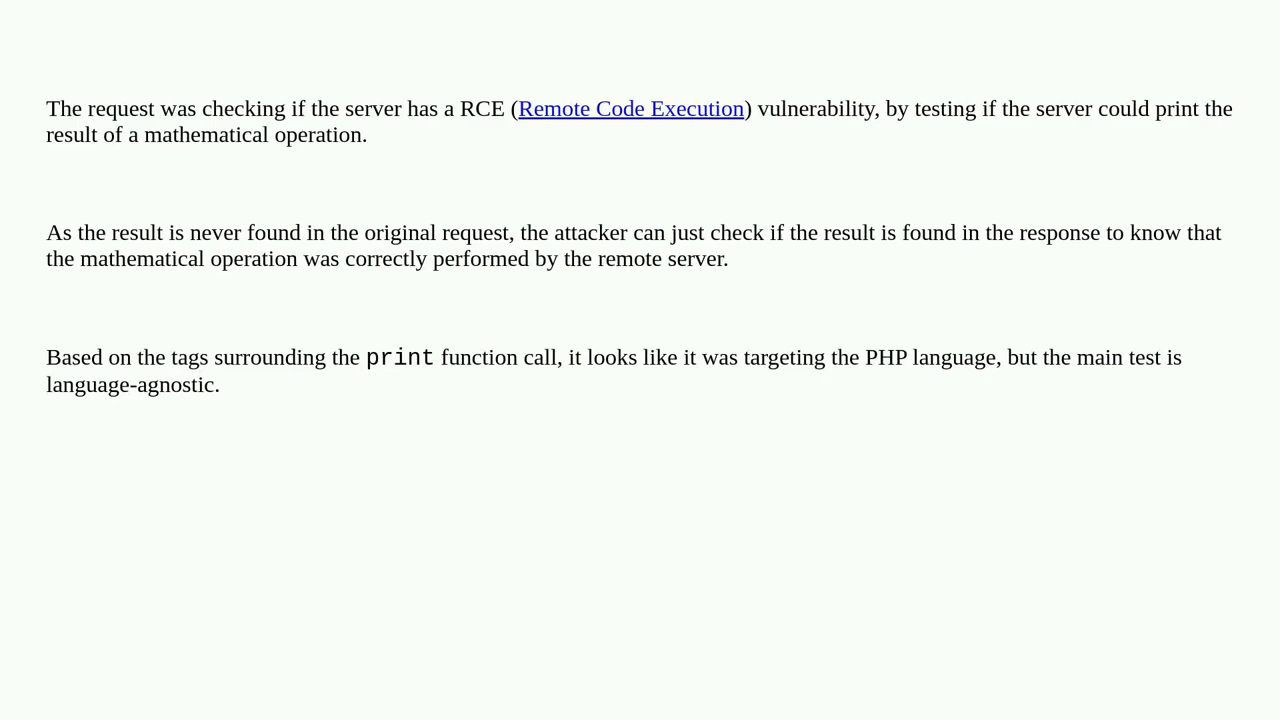 The request was checking if the server has a RCE (Remote Code Execution) vulnerability, by testing if the server could print the
result of a mathematical operation.
As the result is never found in the original request, the attacker can just check if the result is found in the response to know that
the mathematical operation was correctly performed by the remote server.
Based on the tags surrounding the print function call, it looks like it was targeting the PHP language, but the main test is
language-agnostic.